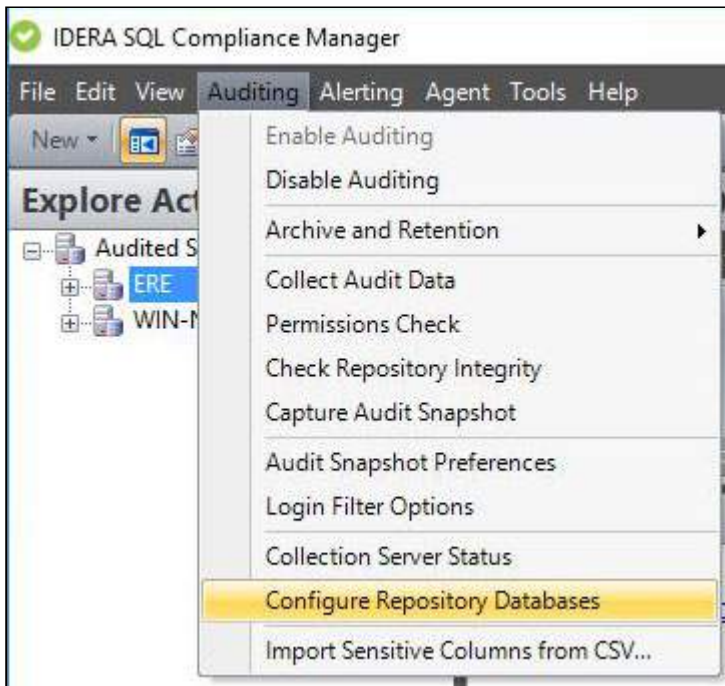 IDERA SQL Compliance Manager
File Edit View Auditing Alerting Agent Tools Help
New
Explore Act
Audited S
ERE
WIN-N
Enable Auditing
Disable Auditing
Archive and Retention
Collect Audit Data
Permissions Check
Check Repository Integrity
Capture Audit Snapshot
Audit Snapshot Preferences
Login Filter Options
Collection Server Status
Configure Repository Databases
Import Sensitive Columns from CSV...